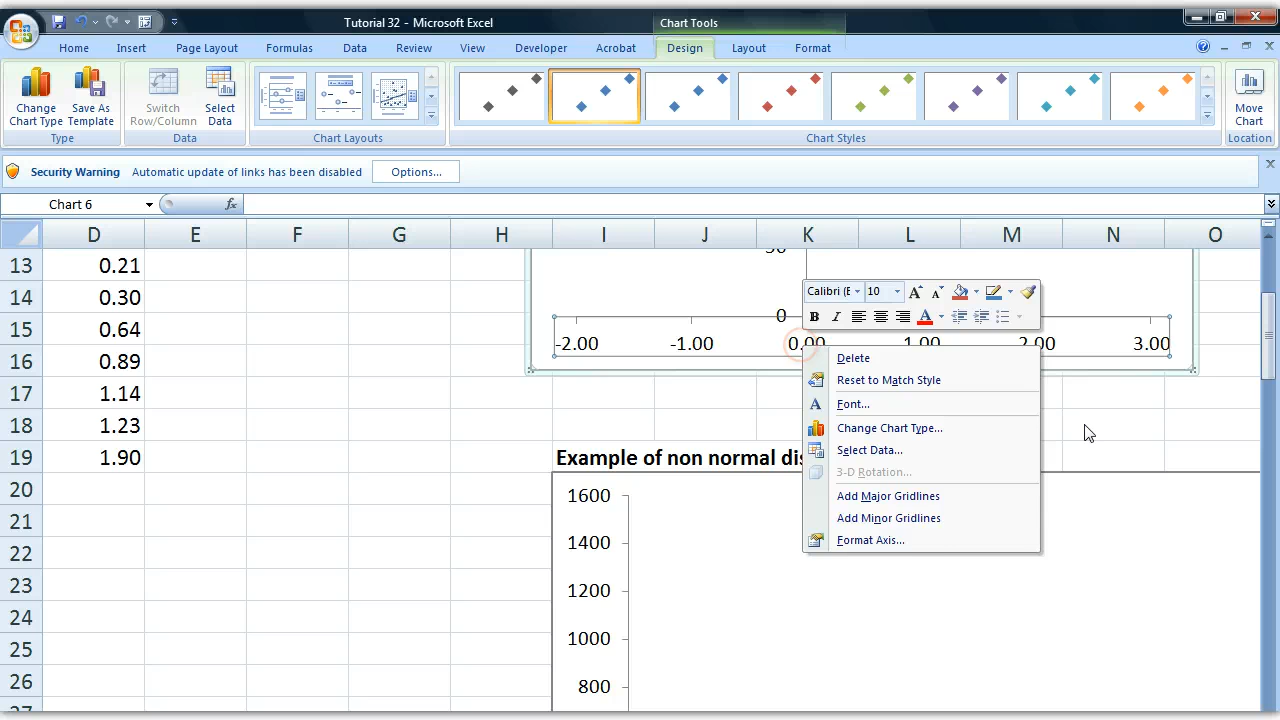 Tutorial 32 - Microsoft Excel
Chart Tools
Home Insert Page Layout Formulas Data Review View Developer Acrobat Design Layout Format
Change Chart Type
Save As Template
Switch Row/Column
Select Data
Move Chart
Type Data Chart Layouts Chart Styles Location
Security Warning Automatic update of links has been disabled Options...
Chart 6 fx
D E F G H I J K L M N O
13 0.21
14 0.30
Calibri (E 10 A A
15 0.64 0 B I A
16 0.89 -2.00 -1.00 0.00 1.00 2.00 3.00
17 1.14
18 1.23
19 1.90 Example of non normal dis
20 1600
21
22 1400
23 1200
24
25 1000
26 800
Delete
Reset to Match Style
A Font...
Change Chart Type...
Select Data...
3-D Rotation...
Add Major Gridlines
Add Minor Gridlines
Format Axis...